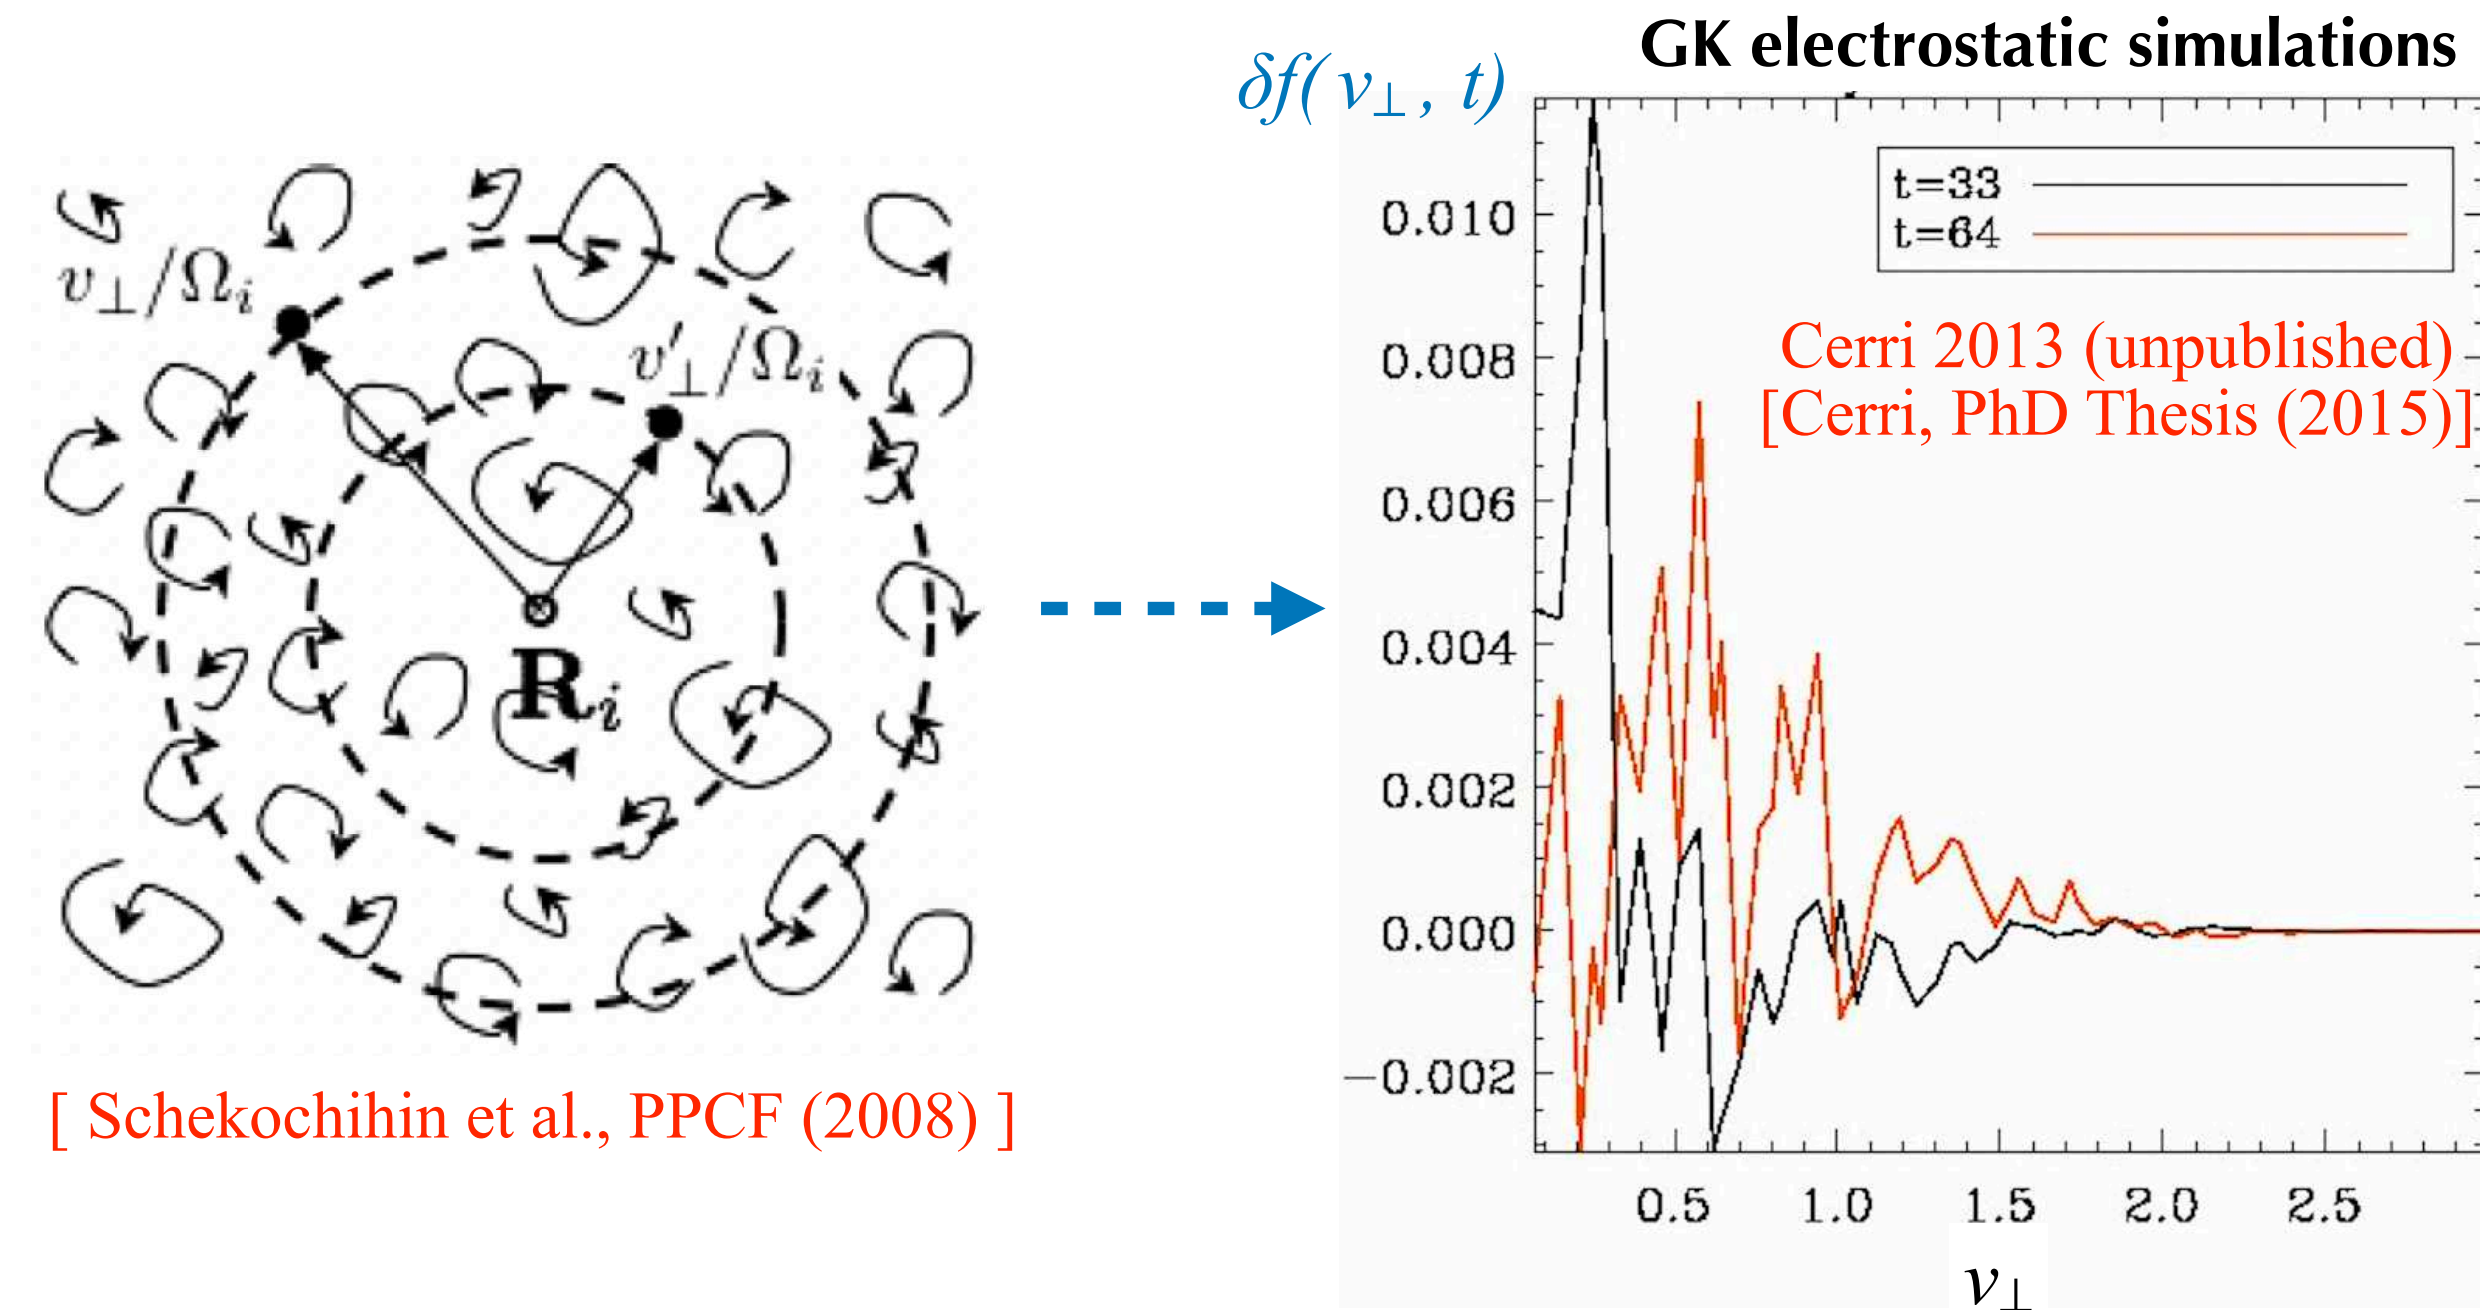 GK electrostatic simulations
δf(v⊥, t)
t=33
t=64
Cerri 2013 (unpublished)
[Cerri, PhD Thesis (2015)]
v⊥/Ωi
v′⊥/Ωi
Ri
[ Schekochihin et al., PPCF (2008) ]
0.010
0.008
0.006
0.004
0.002
0.000
−0.002
0.5 1.0 1.5 2.0 2.5
v⊥